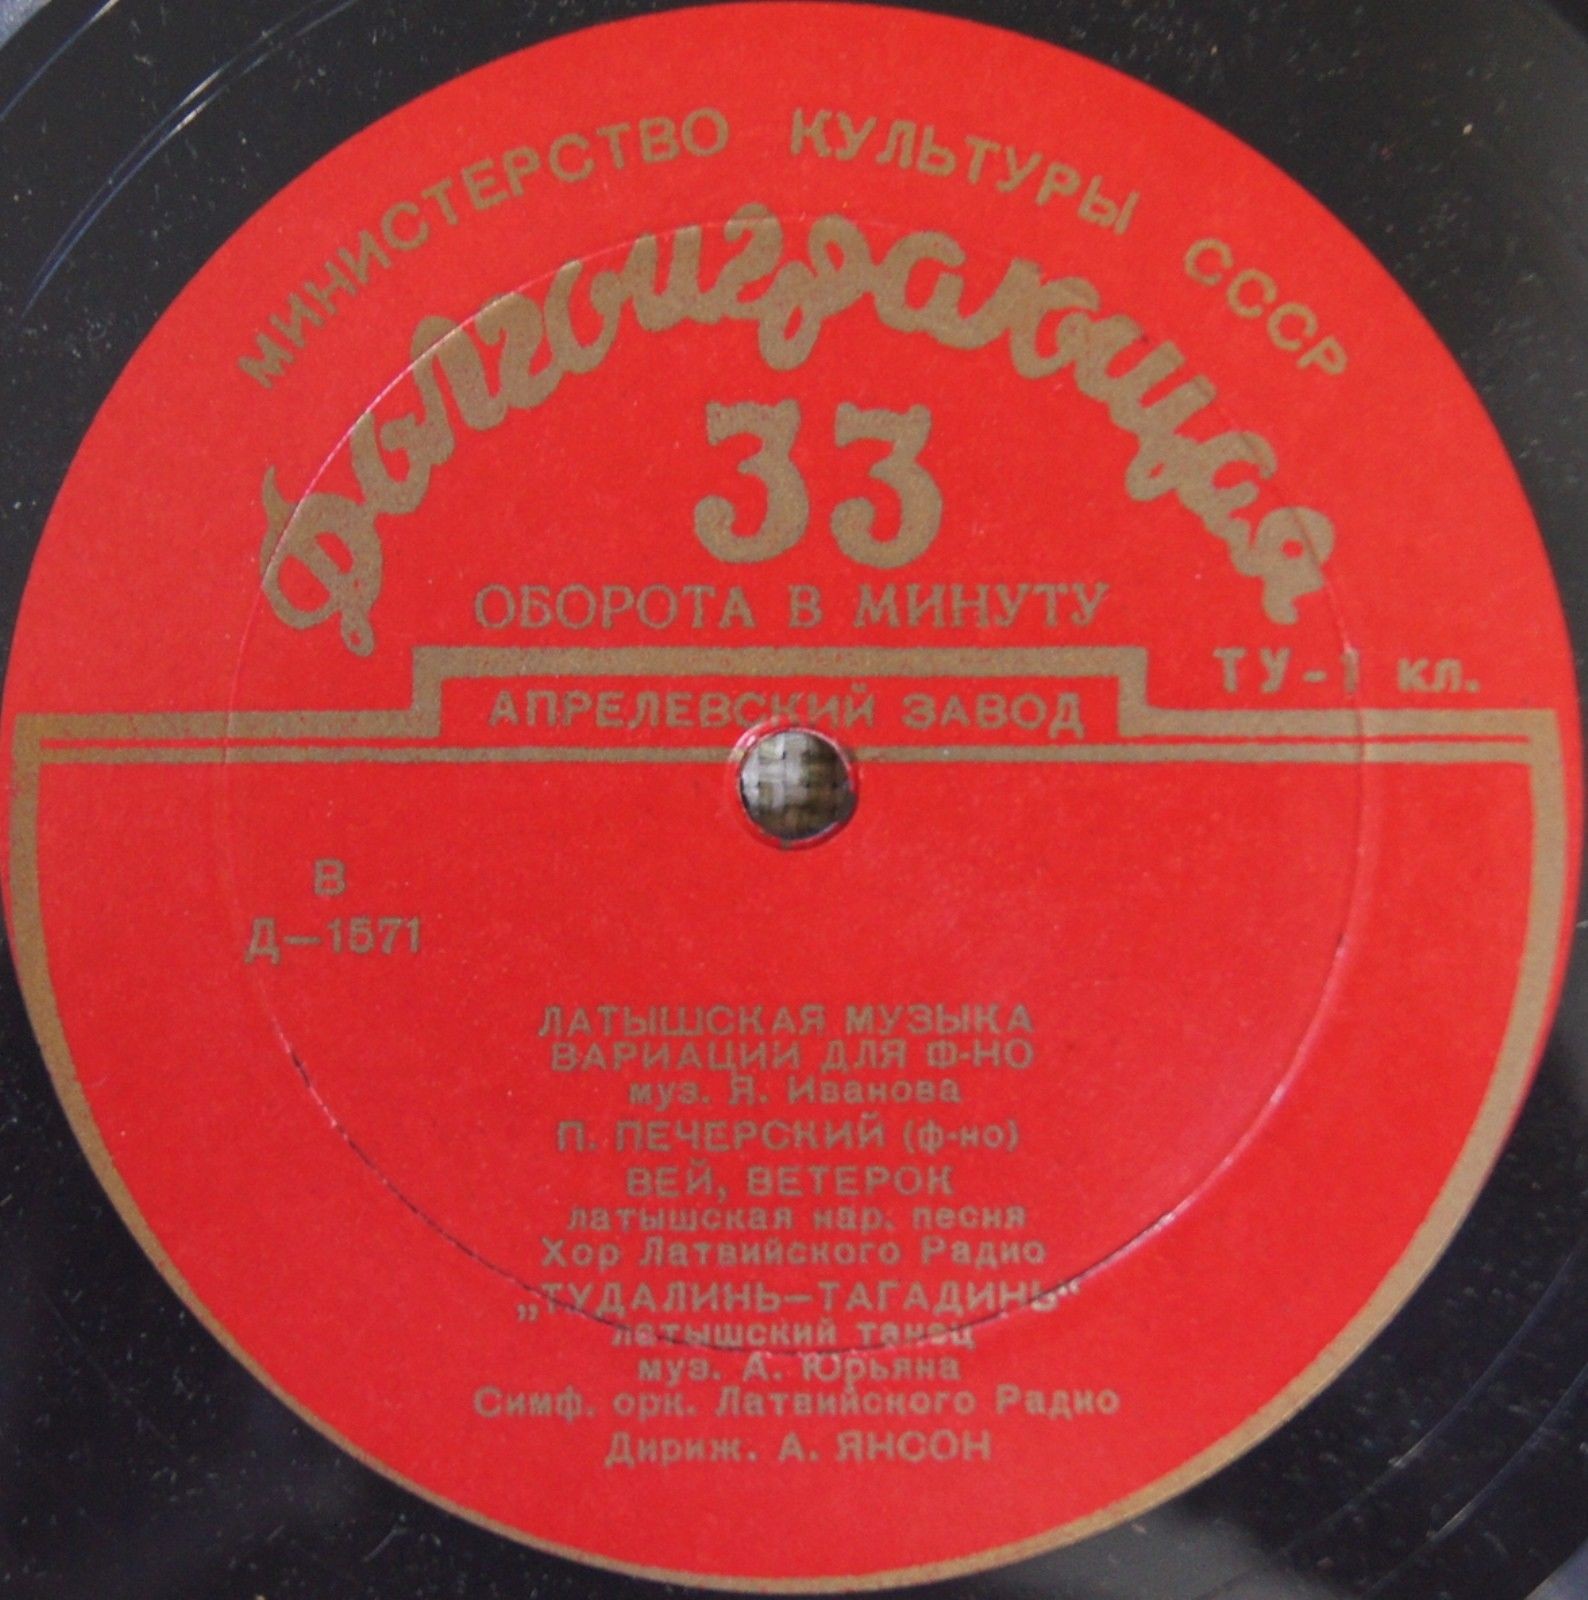 МИНИСТЕРСТВО КУЛЬТУРЫ СССР
Долгоиграющая
33
ОБОРОТА В МИНУТУ
ТУ-1 кл.
АПРЕЛЕВСКИЙ ЗАВОД
В
Д—1571
ЛАТЫШСКАЯ МУЗЫКА
ВАРИАЦИИ ДЛЯ Ф-НО
муз. Я. Иванова
П. ПЕЧЕРСКИЙ (ф-но)
ВЕЙ, ВЕТЕРОК
латышская нар. песня
Хор Латвийского Радио
„ТУДАЛИНЬ—ТАГАДИНЬ“
латышский танец
муз. А. Юрьяна
Симф. орк. Латвийского Радио
Дириж. А. ЯНСОН